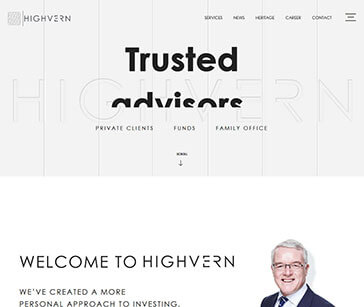 HIGHVERN
SERVICES NEWS HERITAGE CAREER CONTACT
Trusted
advisors
HIGHVERN
PRIVATE CLIENTS FUNDS FAMILY OFFICE
SCROLL
WELCOME TO HIGHVERN
WE'VE CREATED A MORE
PERSONAL APPROACH TO INVESTING.